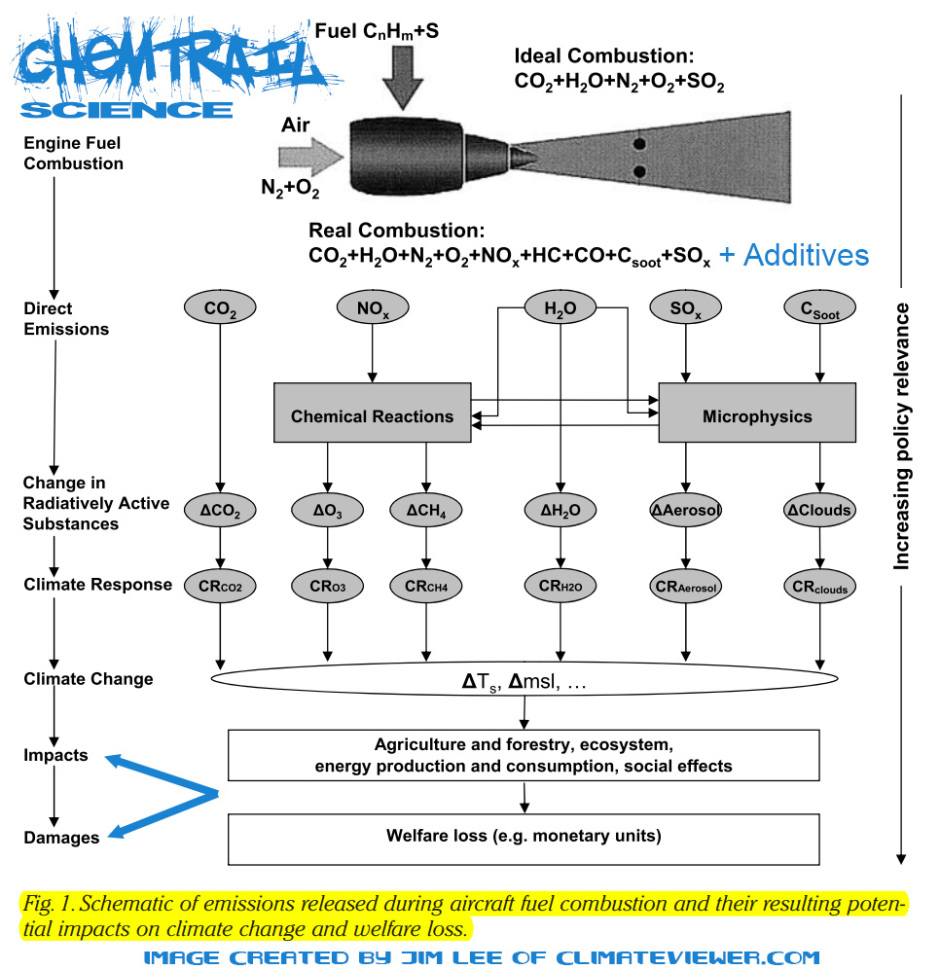 CHEMTRAIL
SCIENCE
Fuel CnHm+S
Ideal Combustion:
CO2+H2O+N2+O2+SO2
Air
N2+O2
Engine Fuel
Combustion
Real Combustion:
CO2+H2O+N2+O2+NOx+HC+CO+Csoot+SOx + Additives
Direct
Emissions
CO2
NOx
H2O
SOx
CSoot
Chemical Reactions
Microphysics
Change in
Radiatively Active
Substances
ΔCO2
ΔO3
ΔCH4
ΔH2O
ΔAerosol
ΔClouds
Climate Response
CRCO2
CRO3
CRCH4
CRH2O
CRAerosol
CRclouds
Climate Change
ΔTs, Δmsl, …
Impacts
Agriculture and forestry, ecosystem,
energy production and consumption, social effects
Damages
Welfare loss (e.g. monetary units)
Increasing policy relevance
Fig. 1. Schematic of emissions released during aircraft fuel combustion and their resulting poten-
tial impacts on climate change and welfare loss.
IMAGE CREATED BY JIM LEE OF CLIMATEVIEWER.COM